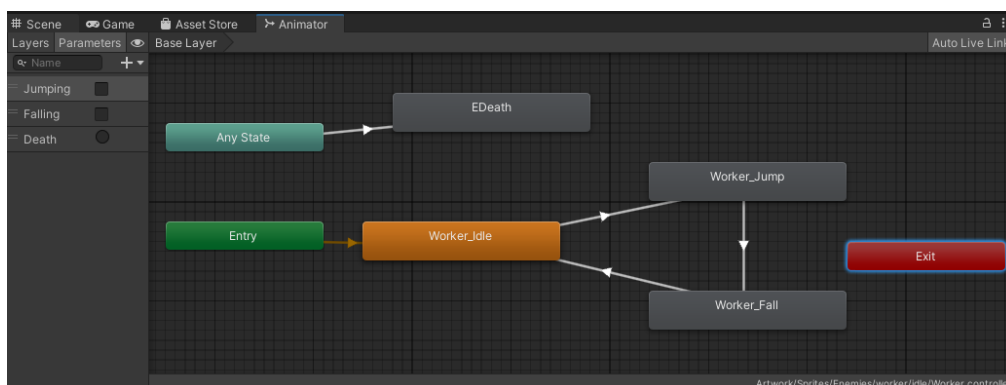 Scene Game Asset Store Animator
Layers Parameters Base Layer Auto Live Link
Name
Jumping
Falling
Death
EDeath
Any State
Worker_Jump
Entry
Worker_Idle
Exit
Worker_Fall
Artwork/Sprites/Enemies/worker/idle/Worker.controlle